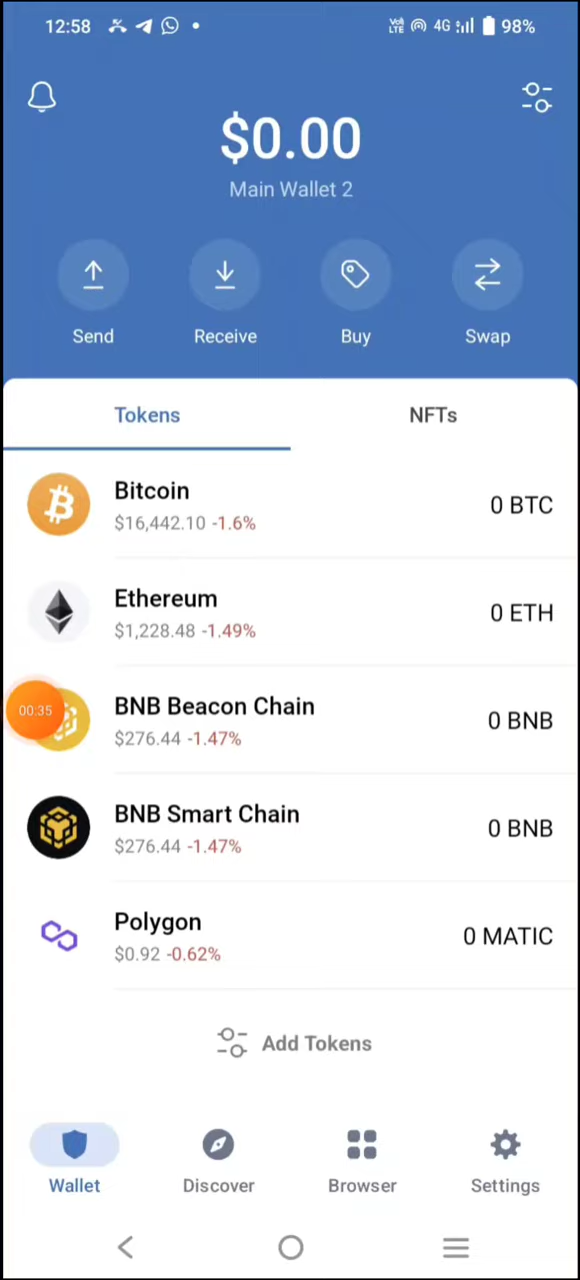 12:58 VoLTE 4G 98%
$0.00
Main Wallet 2
Send Receive Buy Swap
Tokens NFTs
Bitcoin
$16,442.10 -1.6%
0 BTC
Ethereum
$1,228.48 -1.49%
0 ETH
00:35
BNB Beacon Chain
$276.44 -1.47%
0 BNB
BNB Smart Chain
$276.44 -1.47%
0 BNB
Polygon
$0.92 -0.62%
0 MATIC
Add Tokens
Wallet Discover Browser Settings